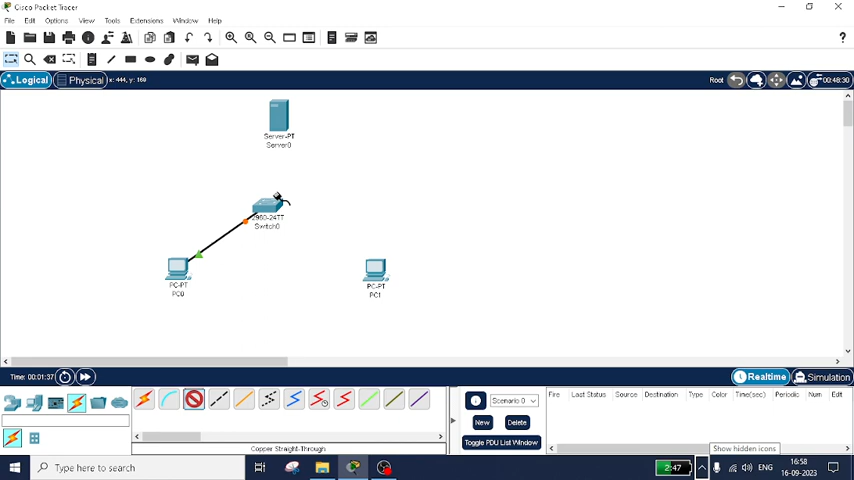 Cisco Packet Tracer
File Edit Options View Tools Extensions Window Help
?
Logical Physical x: 444, y: 169 Root 00:48:30
Server-PT
Server0
2960-24TT
Switch0
PC-PT
PC0
PC-PT
PC1
Time: 00:01:37 Realtime Simulation
Scenario 0
New Delete
Toggle PDU List Window
Fire Last Status Source Destination Type Color Time(sec) Periodic Num Edit
Copper Straight-Through
Show hidden icons
Type here to search
2:47
ENG
16:58
16-09-2023